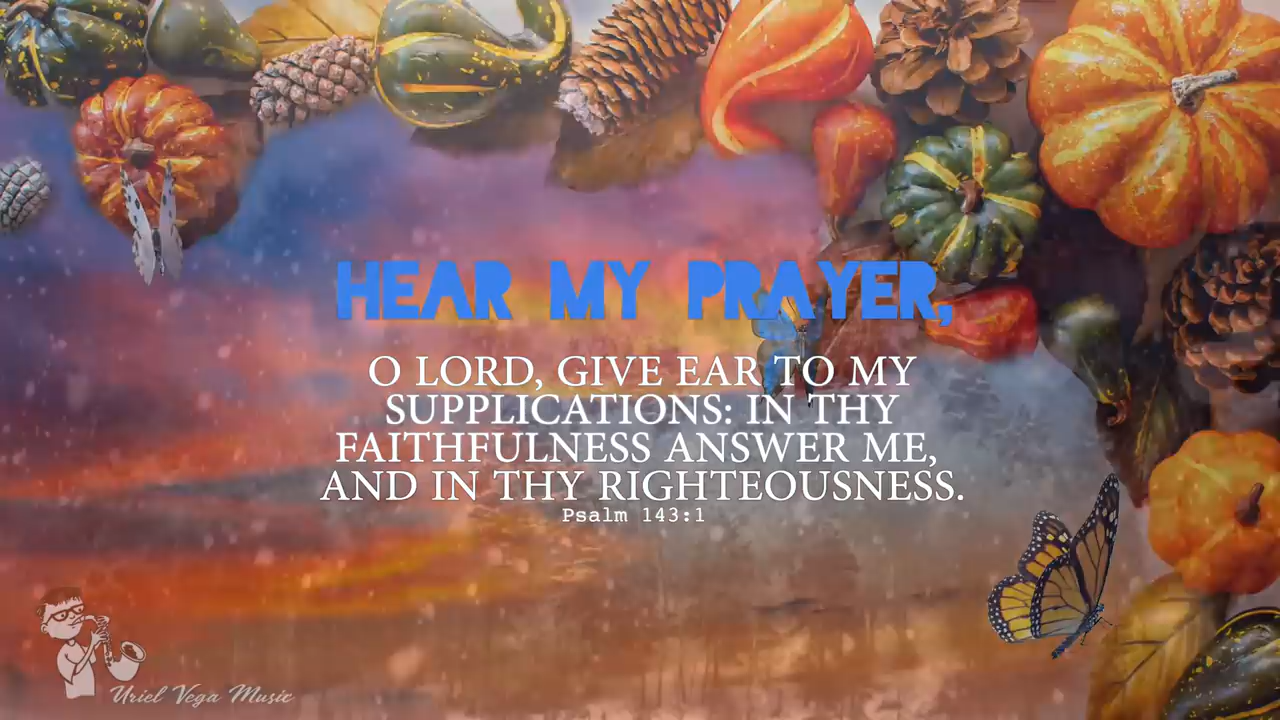 HEAR MY PRAYER,
O LORD, GIVE EAR TO MY
SUPPLICATIONS: IN THY
FAITHFULNESS ANSWER ME,
AND IN THY RIGHTEOUSNESS.
Psalm 143:1
Uriel Vega Music